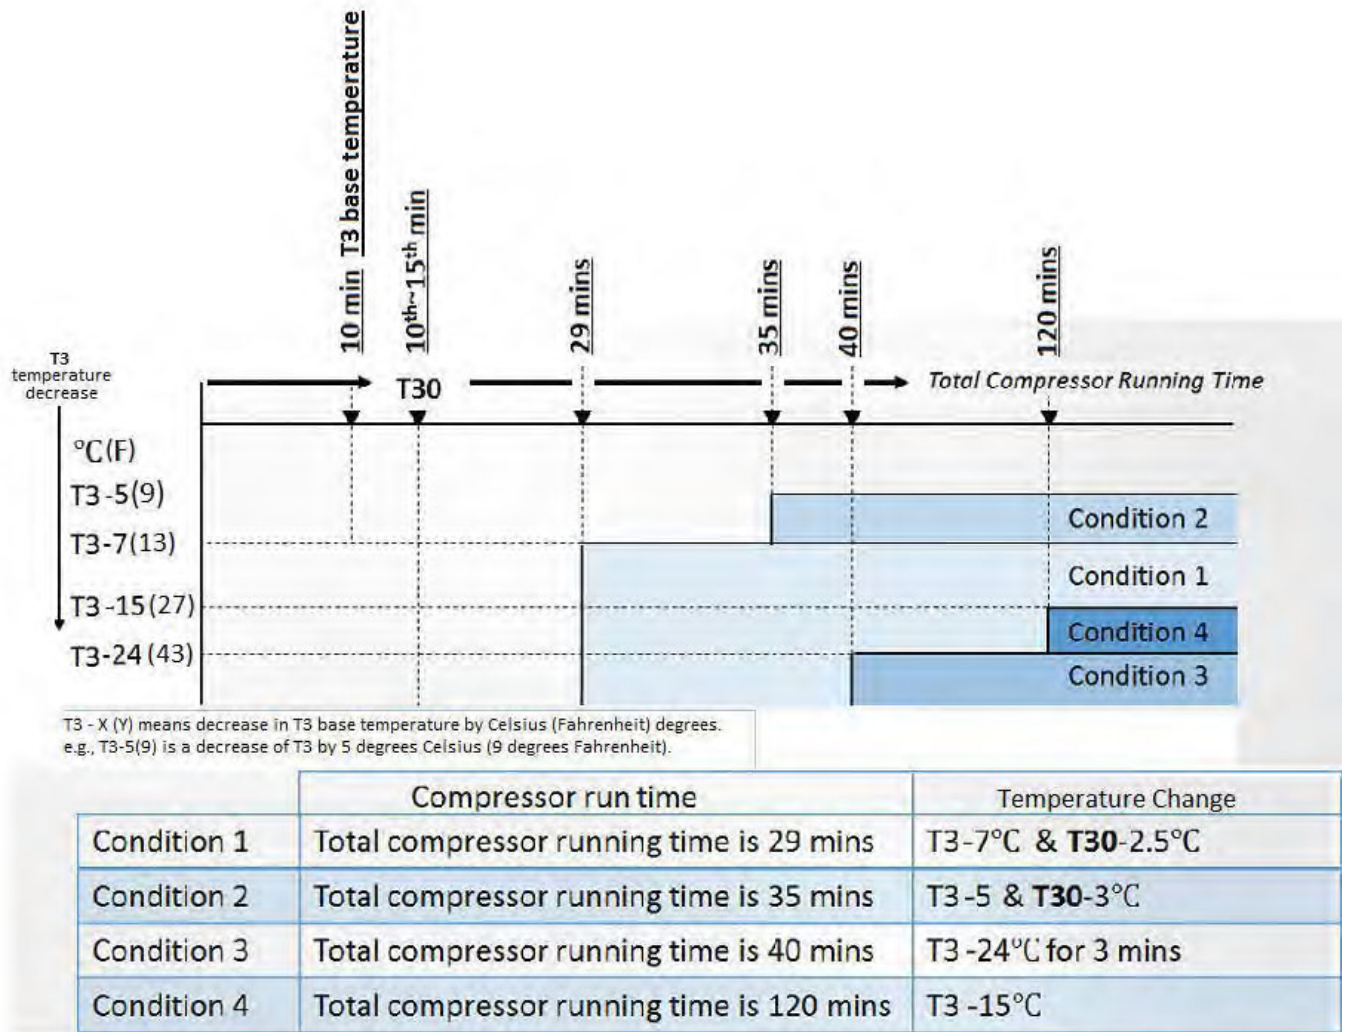 10 min T3 base temperature
10th~15th min
29 mins
35 mins
40 mins
120 mins
T3
temperature
decrease
T30
Total Compressor Running Time
°C(F)
T3 -5(9)
T3-7(13)
T3 -15(27)
T3-24 (43)
Condition 2
Condition 1
Condition 4
Condition 3
T3 - X (Y) means decrease in T3 base temperature by Celsius (Fahrenheit) degrees.
e.g., T3-5(9) is a decrease of T3 by 5 degrees Celsius (9 degrees Fahrenheit).
Compressor run time Temperature Change
Condition 1 Total compressor running time is 29 mins T3-7°C & T30-2.5°C
Condition 2 Total compressor running time is 35 mins T3-5 & T30-3°C
Condition 3 Total compressor running time is 40 mins T3 -24°C for 3 mins
Condition 4 Total compressor running time is 120 mins T3 -15°C